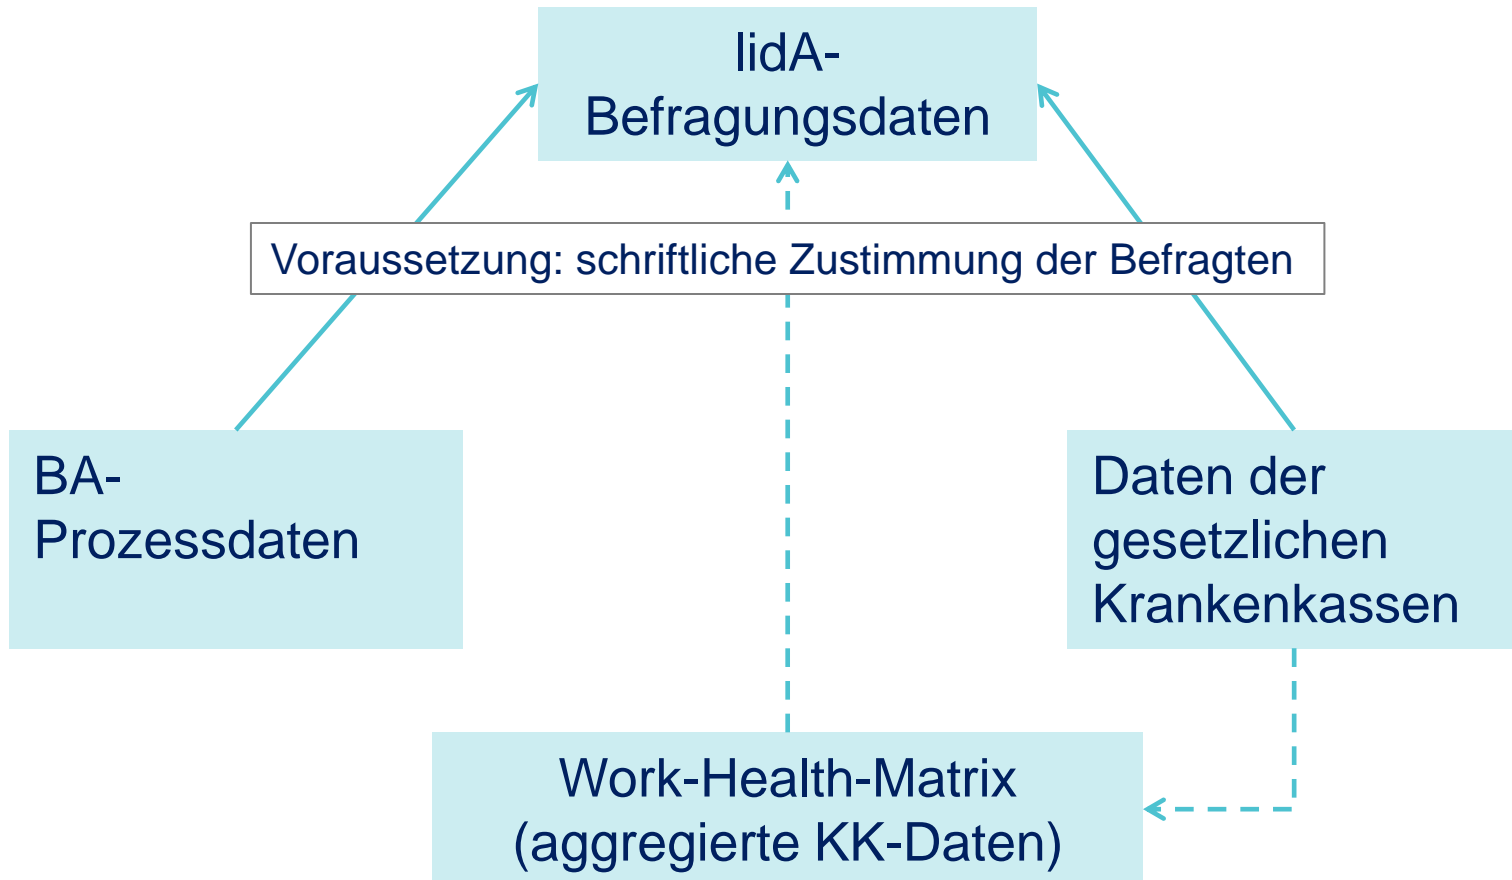 lidA-
Befragungsdaten
Voraussetzung: schriftliche Zustimmung der Befragten
BA-
Prozessdaten
Daten der
gesetzlichen
Krankenkassen
Work-Health-Matrix
(aggregierte KK-Daten)